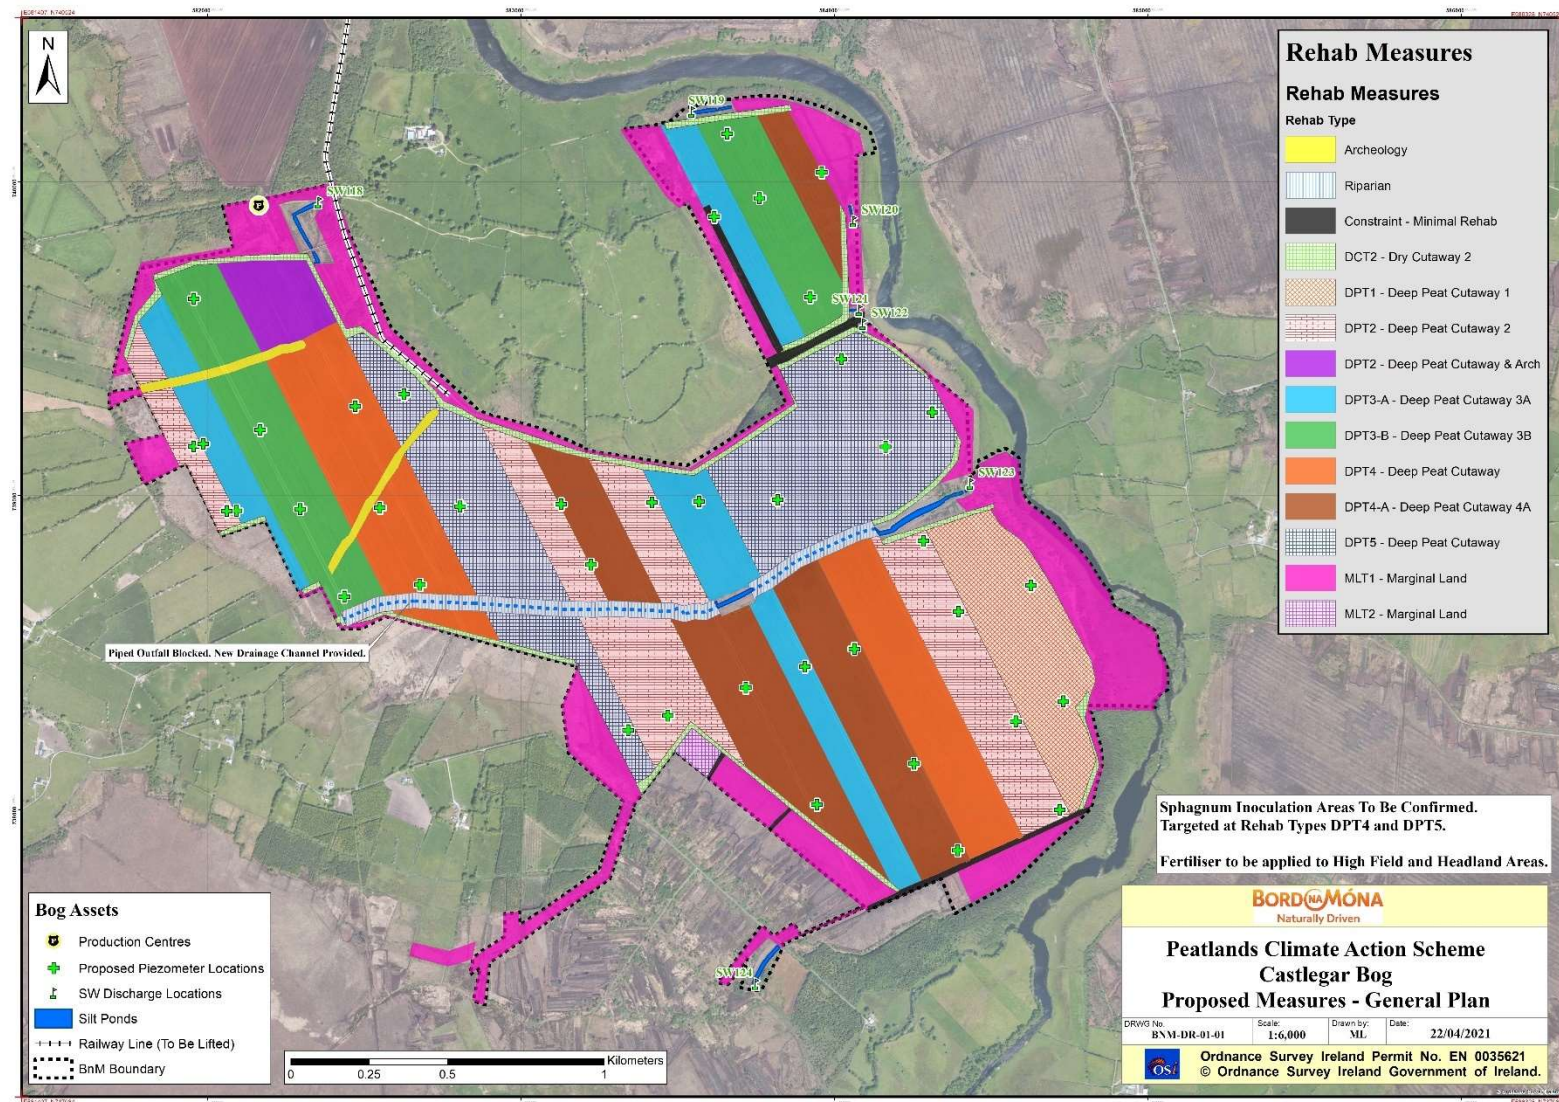 N
SW119
SW118
SW120
SW121
SW122
SW123
SW124
Piped Outfall Blocked. New Drainage Channel Provided.
Rehab Measures
Rehab Measures
Rehab Type
Archeology
Riparian
Constraint - Minimal Rehab
DCT2 - Dry Cutaway 2
DPT1 - Deep Peat Cutaway 1
DPT2 - Deep Peat Cutaway 2
DPT2 - Deep Peat Cutaway & Arch
DPT3-A - Deep Peat Cutaway 3A
DPT3-B - Deep Peat Cutaway 3B
DPT4 - Deep Peat Cutaway
DPT4-A - Deep Peat Cutaway 4A
DPT5 - Deep Peat Cutaway
MLT1 - Marginal Land
MLT2 - Marginal Land
Sphagnum Inoculation Areas To Be Confirmed.
Targeted at Rehab Types DPT4 and DPT5.
Fertiliser to be applied to High Field and Headland Areas.
Bog Assets
Production Centres
Proposed Piezometer Locations
SW Discharge Locations
Silt Ponds
Railway Line (To Be Lifted)
BnM Boundary
Kilometers
0 0.25 0.5 1
BORD NA MÓNA
Naturally Driven
Peatlands Climate Action Scheme
Castlegar Bog
Proposed Measures - General Plan
DRWG No. Scale: Drawn by: Date:
BNM-DR-01-01 1:6,000 ML 22/04/2021
OSi
Ordnance Survey Ireland Permit No. EN 0035621
© Ordnance Survey Ireland Government of Ireland.